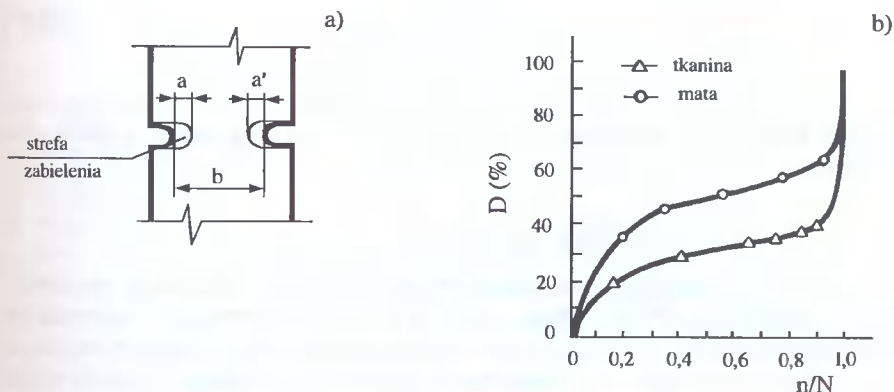 a)
a
a'
strefa
zabielenia
b
b)
D (%)
100
80
60
40
20
0
tkanina
mata
0
0,2
0,4
0,6
0,8
1,0
n/N